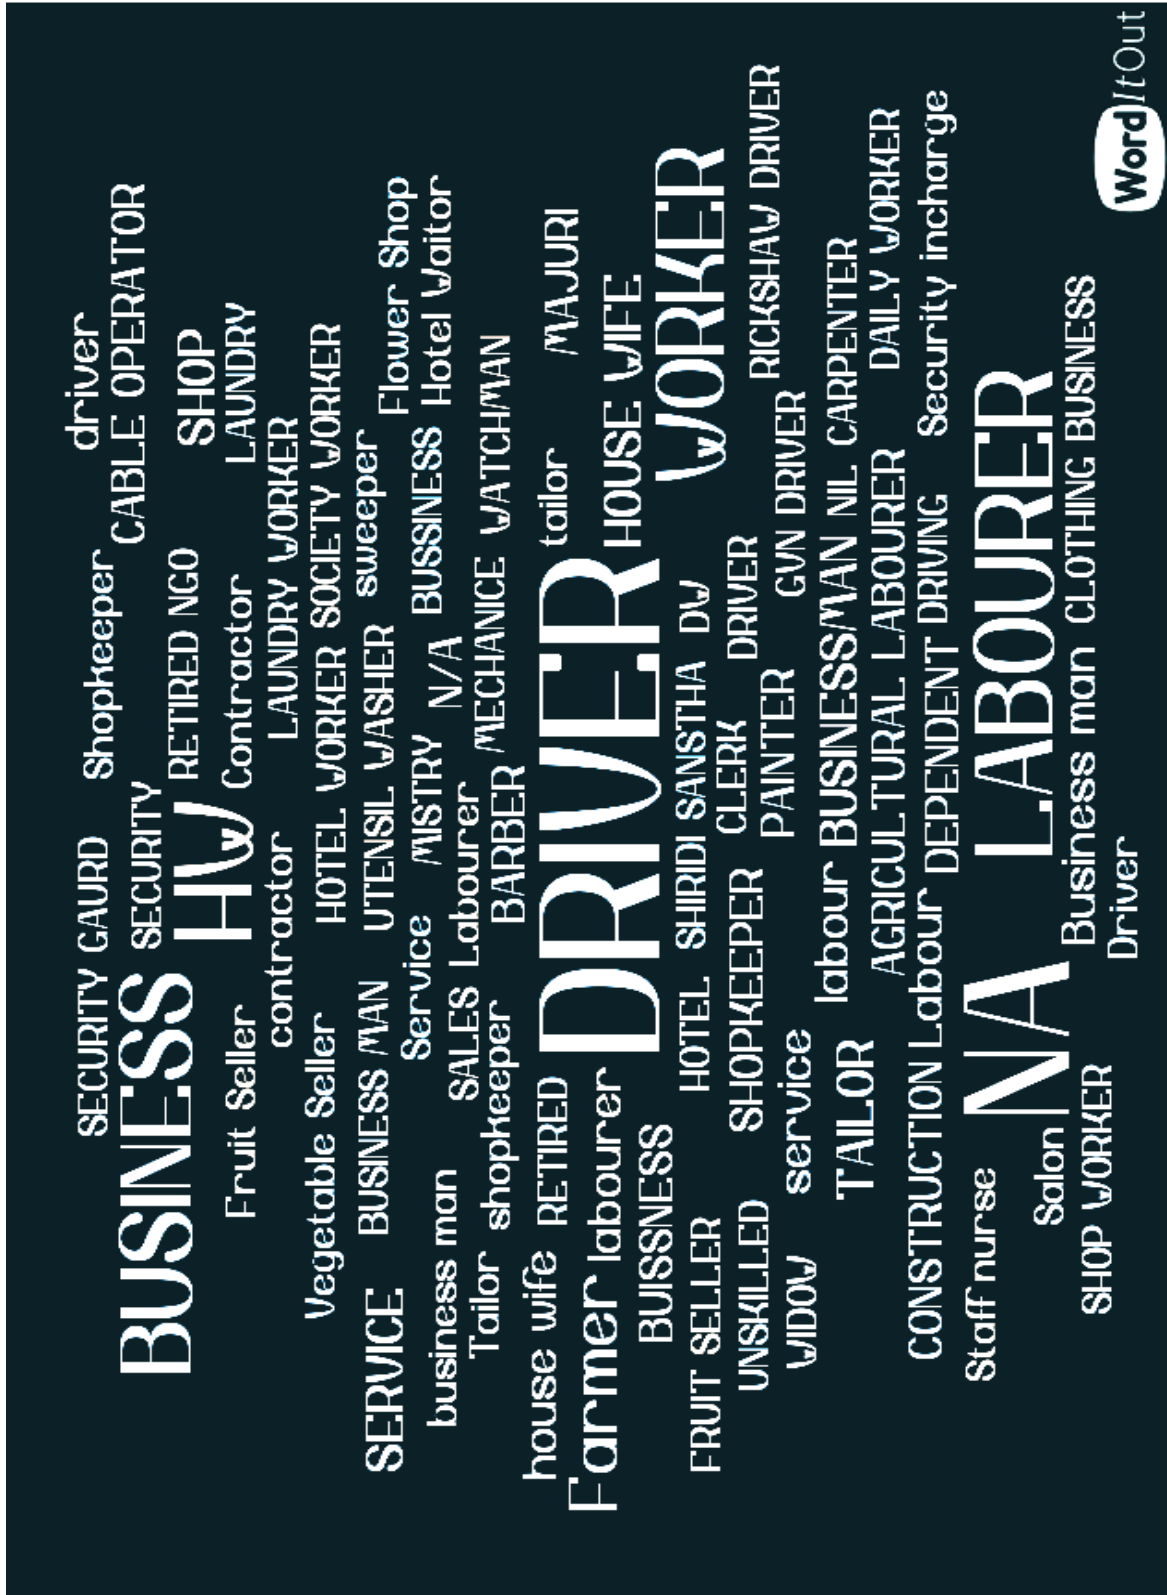 driver
CABLE OPERATOR
Shopkeeper
SECURITY GAURD
SECURITY
BUSINESS
SHOP
LAUNDRY
RETIRED NGO
Contractor
HW
Fruit Seller
contractor
LAUNDRY WORKER
SOCIETY WORKER
HOTEL WORKER
Vegetable Seller
sweeper
UTENSIL WASHER
BUSINESS MAN
SERVICE
Flower Shop
Hotel Waitor
BUSSINESS
N/A
MISTRY
Service
business man
WATCHMAN
MECHANICE
Labourer
SALES
BARBER
shopkeeper
Tailor
tailor
MAJURI
HOUSE WIFE
DRIVER
RETIRED
house wife
labourer
Farmer
WORKER
BUISSNESS
DW
SHIRIDI SANSTHA
HOTEL
FRUIT SELLER
RICKSHAW DRIVER
DRIVER
CLERK
SHOPKEEPER
UNSKILLED
GVN DRIVER
PAINTER
service
WIDOW
CARPENTER
NIL
BUSINESSMAN
labour
TAILOR
DAILY WORKER
AGRICULTURAL LABOURER
Security incharge
DRIVING
DEPENDENT
Labour
CONSTRUCTION
LABOURER
NA
Staff nurse
CLOTHING BUSINESS
Business man
Salon
Driver
SHOP WORKER
WordItOut